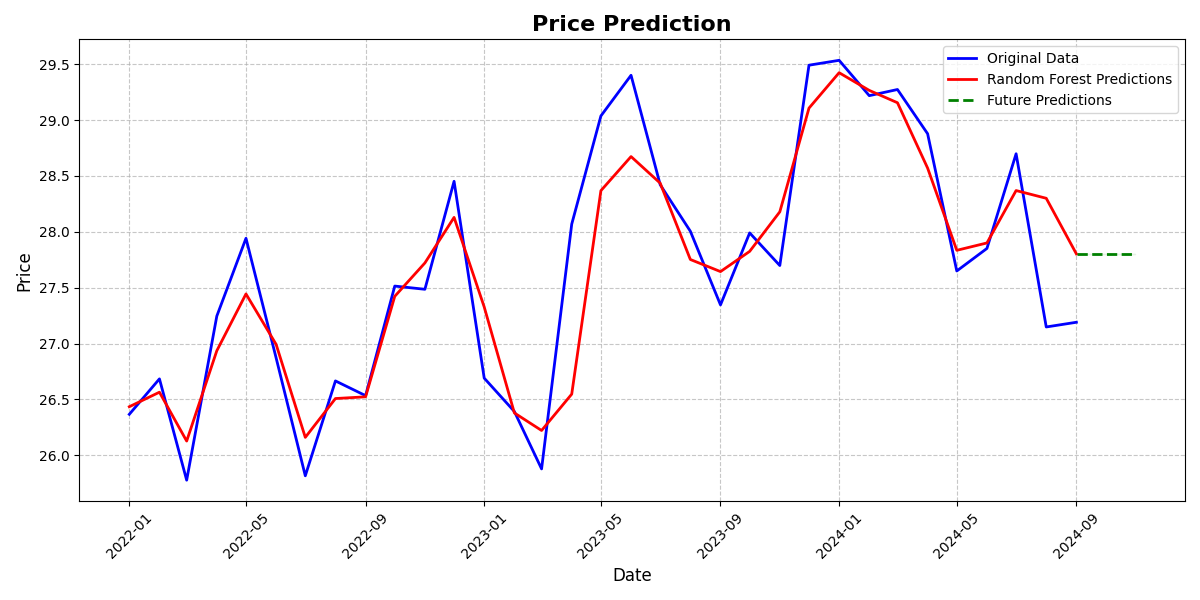 Price Prediction
Original Data
Random Forest Predictions
Future Predictions
Price
29.5
29.0
28.5
28.0
27.5
27.0
26.5
26.0
2022-01
2022-05
2022-09
2023-01
2023-05
2023-09
2024-01
2024-05
2024-09
Date